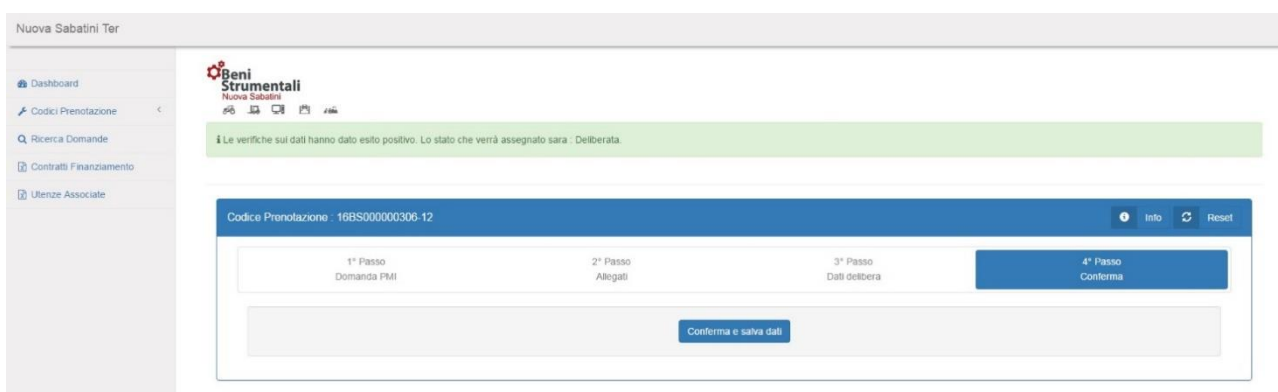 Nuova Sabatini Ter
Dashboard
Codici Prenotazione
Ricerca Domande
Contratti Finanziamento
Utenze Associate
Beni
Strumentali
Nuova Sabatini
Le verifiche sui dati hanno dato esito positivo. Lo stato che verrà assegnato sara : Deliberata.
Codice Prenotazione : 16BS000000306-12
Info
Reset
1° Passo
Domanda PMI
2° Passo
Allegati
3° Passo
Dati delibera
4° Passo
Conferma
Conferma e salva dati